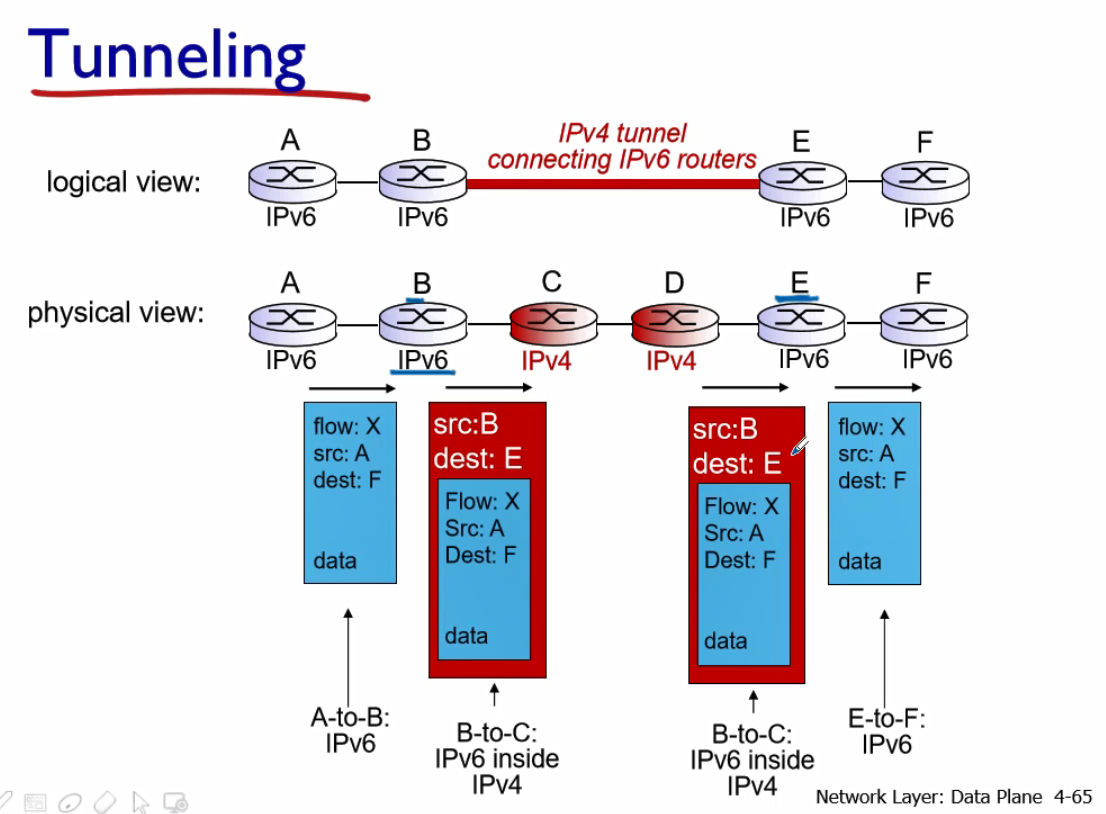 Tunneling
IPv4 tunnel
connecting IPv6 routers
A
B
E
F
logical view:
IPv6
IPv6
IPv6
IPv6
A
B
C
D
E
F
physical view:
IPv6
IPv6
IPv4
IPv4
IPv6
IPv6
flow: X
src: A
dest: F
data
src:B
dest: E
Flow: X
Src: A
Dest: F
data
src:B
dest: E
Flow: X
Src: A
Dest: F
data
flow: X
src: A
dest: F
data
A-to-B:
IPv6
B-to-C:
IPv6 inside
IPv4
B-to-C:
IPv6 inside
IPv4
E-to-F:
IPv6
Network Layer: Data Plane 4-65